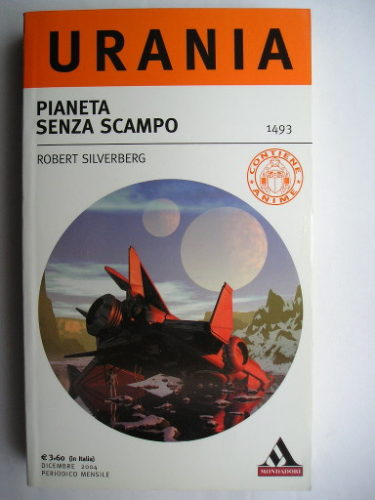 URANIA
PIANETA
SENZA SCAMPO
1493
ROBERT SILVERBERG
CONTIENE
ANIME
€ 3,60 (in Italia)
DICEMBRE 2004
PERIODICO MENSILE
MONDADORI